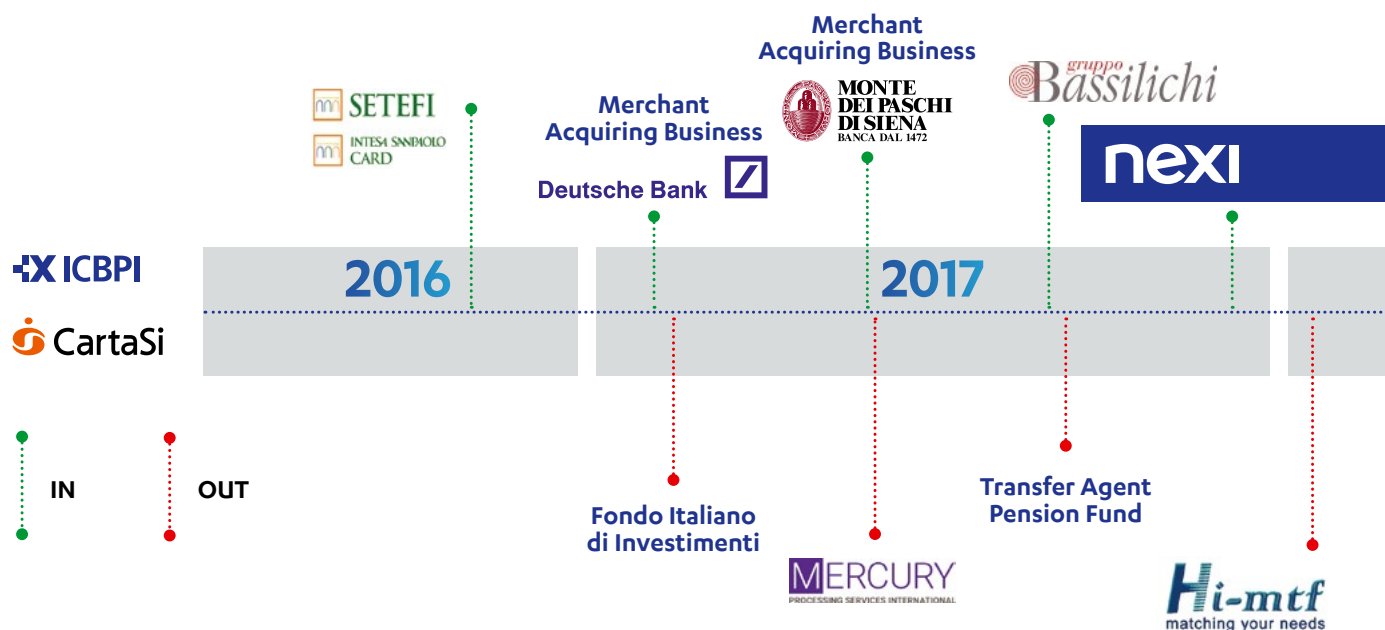 Merchant
Acquiring Business
MONTE
DEI PASCHI
DI SIENA
BANCA DAL 1472
gruppo
Bassilichi
SETEFI
INTESA SANPAOLO
CARD
Merchant
Acquiring Business
Deutsche Bank
nexi
ICBPI
2016
2017
CartaSi
IN
OUT
Fondo Italiano
di Investimenti
MERCURY
PROCESSING SERVICES INTERNATIONAL
Transfer Agent
Pension Fund
Hi-mtf
matching your needs